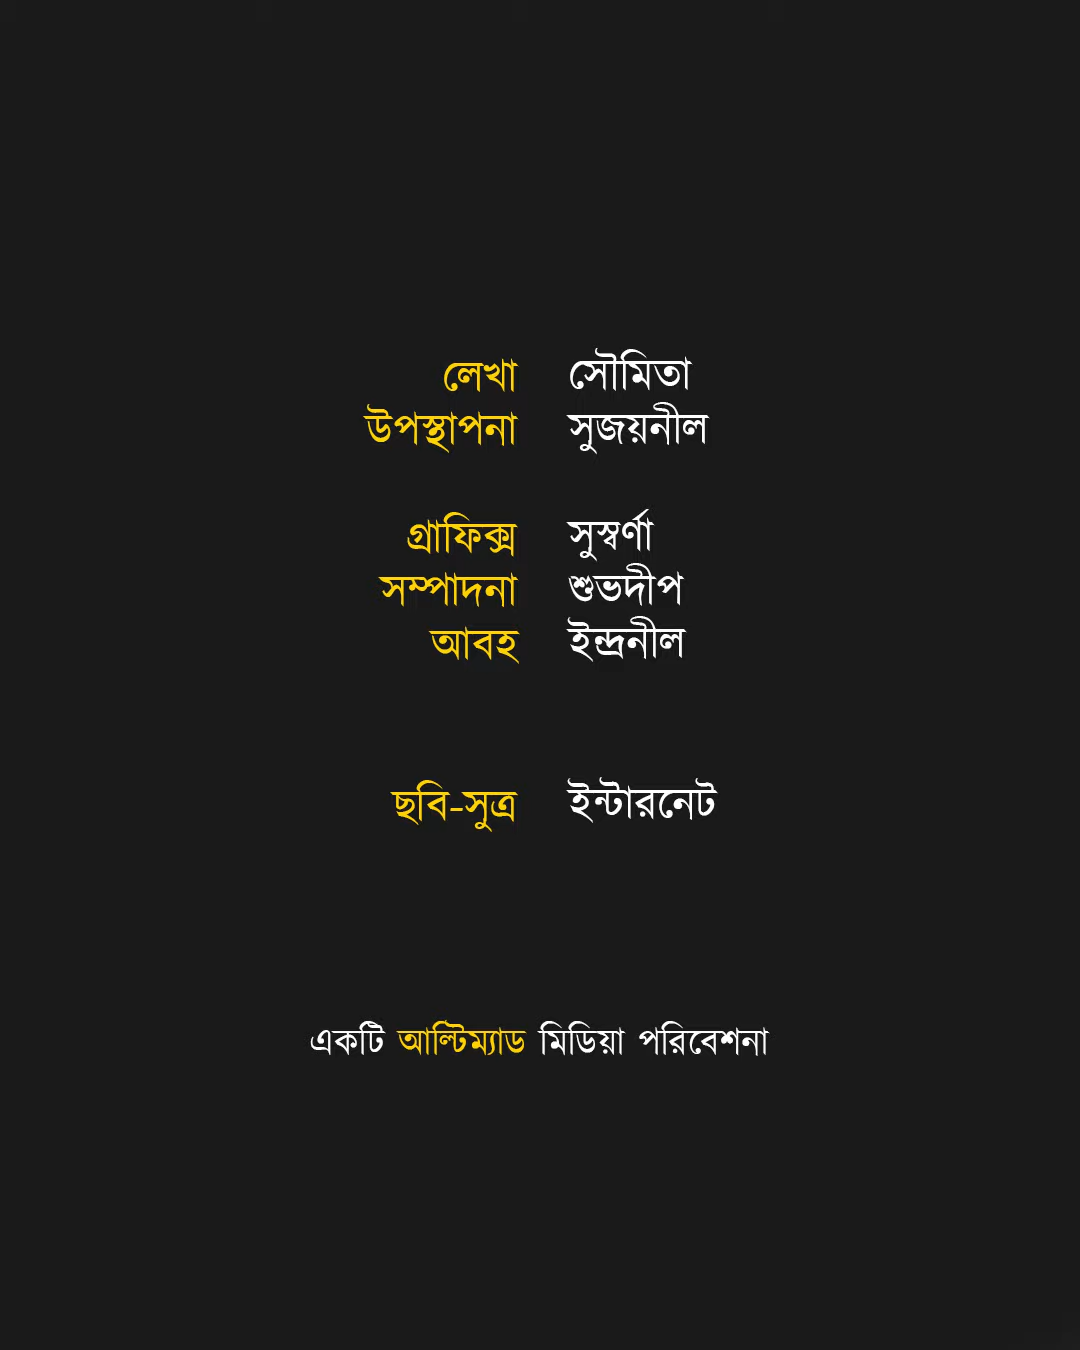 লেখা সৌমিতা
উপস্থাপনা সুজয়নীল
গ্রাফিক্স সুস্বর্ণা
সম্পাদনা শুভদীপ
আবহ ইন্দ্রনীল
ছবি-সুত্র ইন্টারনেট
একটি আল্টিম্যাড মিডিয়া পরিবেশনা